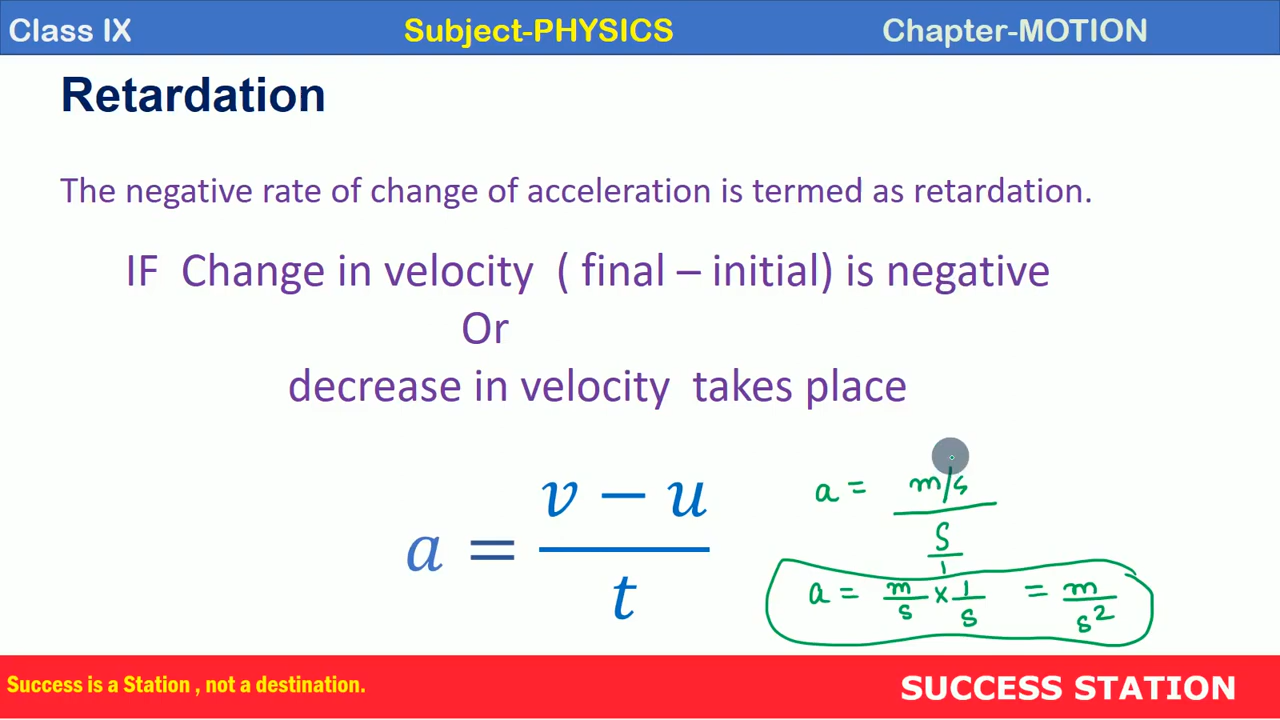 Class IX Subject-PHYSICS Chapter-MOTION
Retardation
The negative rate of change of acceleration is termed as retardation.
IF Change in velocity ( final – initial) is negative
Or
decrease in velocity takes place
a = (v − u)/t
a = (m/s)/(s/1)
a = m/s × 1/s = m/s²
Success is a Station , not a destination.
SUCCESS STATION